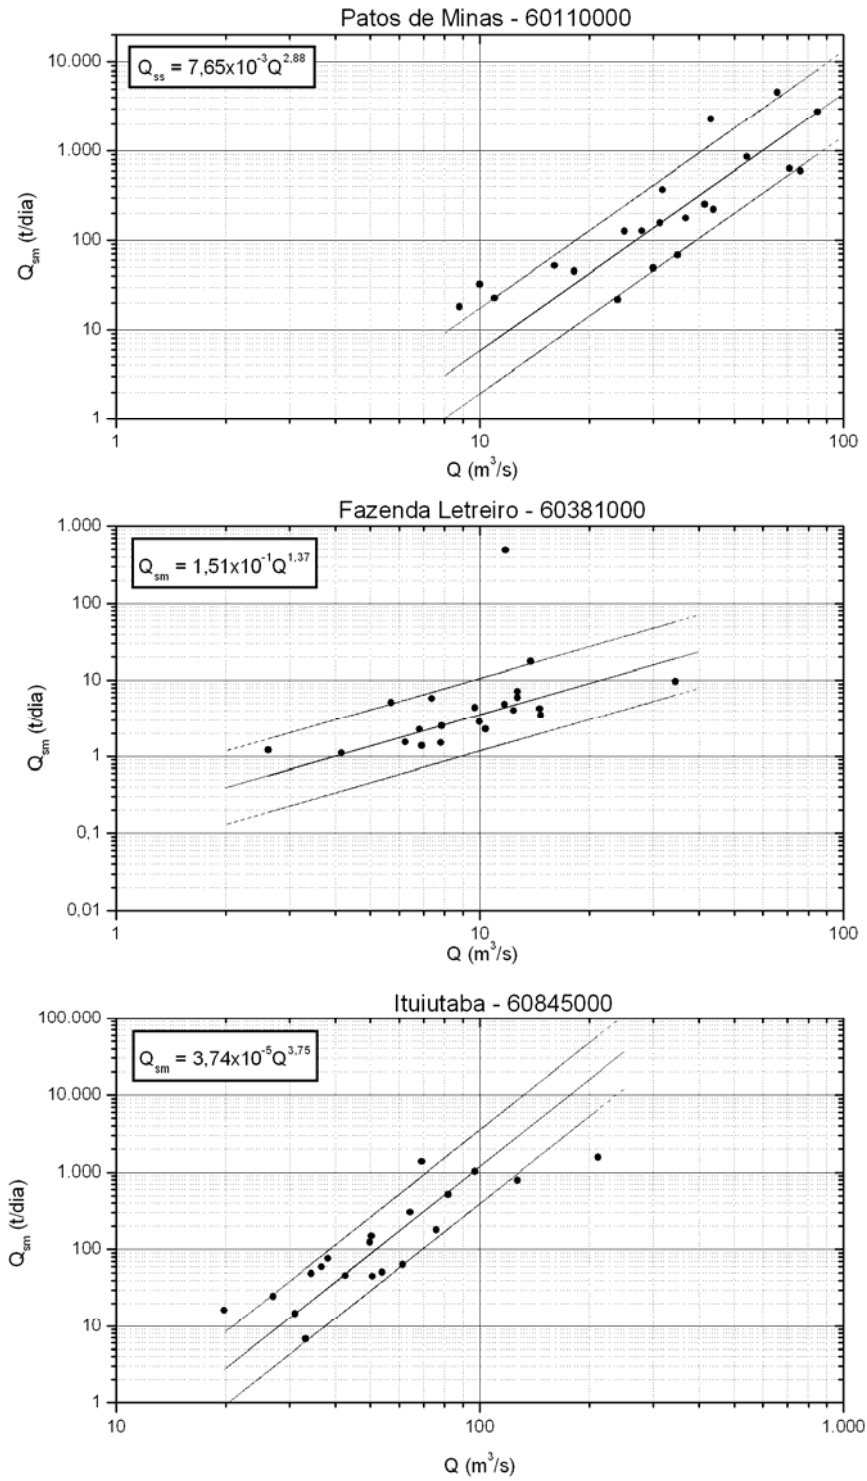 Patos de Minas - 60110000
Q_ss = 7,65x10^-3Q^2,88
10.000
1.000
100
10
1
Q_sm (t/dia)
1 10 100
Q (m^3/s)
Fazenda Letreiro - 60381000
Q_sm = 1,51x10^-1Q^1,37
1.000
100
10
1
0,1
0,01
Q_sm (t/dia)
1 10 100
Q (m^3/s)
Ituiutaba - 60845000
Q_sm = 3,74x10^-5Q^3,75
100.000
10.000
1.000
100
10
1
Q_sm (t/dia)
10 100 1.000
Q (m^3/s)